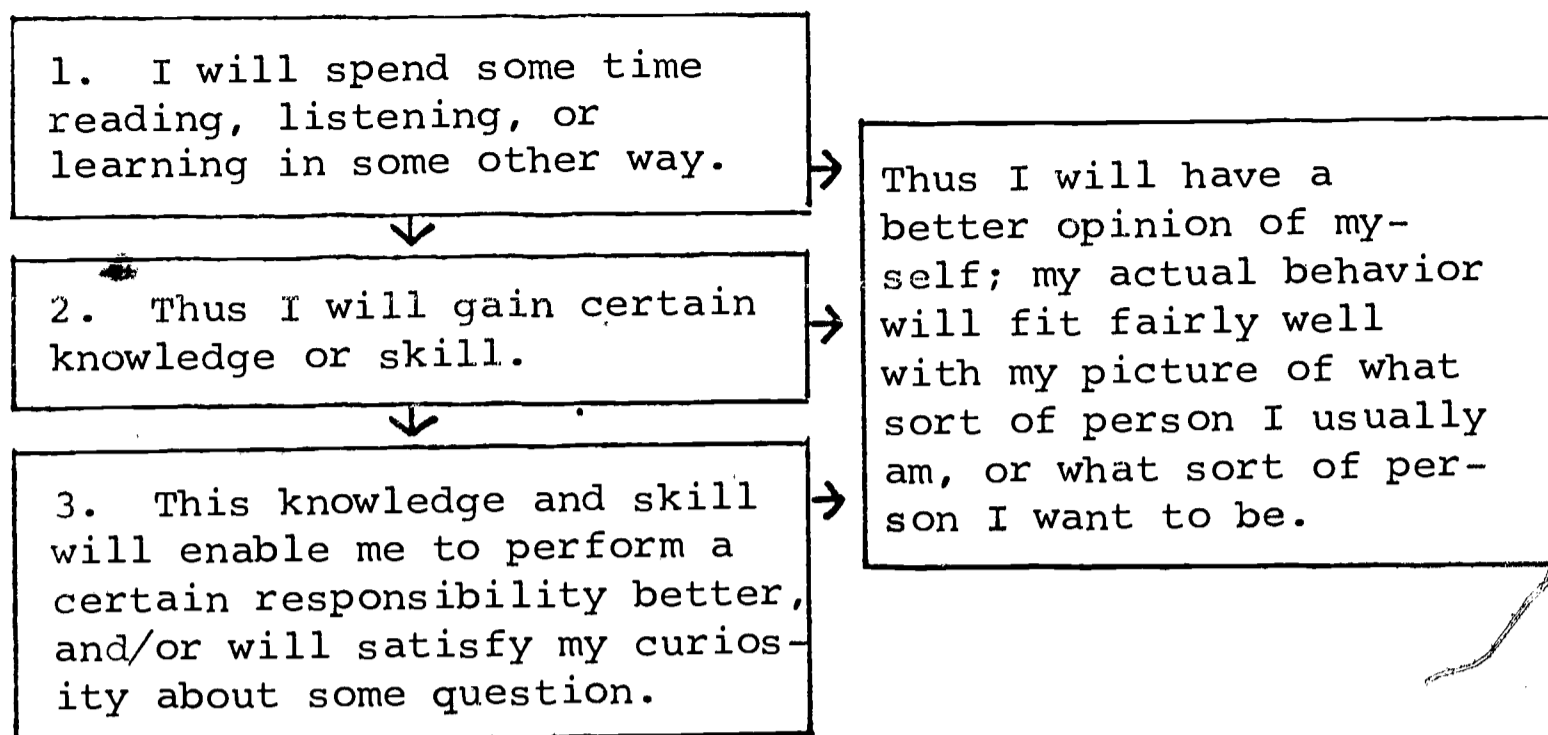 1. I will spend some time
reading, listening, or
learning in some other way.
2. Thus I will gain certain
knowledge or skill.
3. This knowledge and skill
will enable me to perform a
certain responsibility better,
and/or will satisfy my curios-
ity about some question.
Thus I will have a
better opinion of my-
self; my actual behavior
will fit fairly well
with my picture of what
sort of person I usually
am, or what sort of per-
son I want to be.